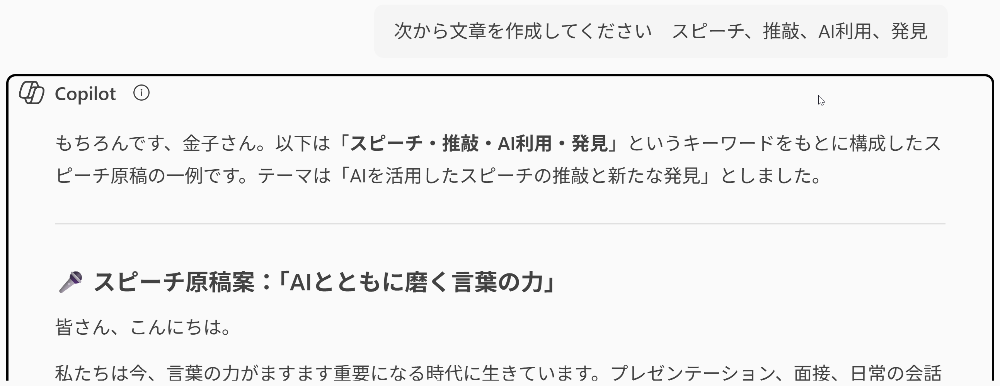 次から文章を作成してください　スピーチ、推敲、AI利用、発見
Copilot
もちろんです、金子さん。以下は「スピーチ・推敲・AI利用・発見」というキーワードをもとに構成したス
ピーチ原稿の一例です。テーマは「AIを活用したスピーチの推敲と新たな発見」としました。
スピーチ原稿案：「AIとともに磨く言葉の力」
皆さん、こんにちは。
私たちは今、言葉の力がますます重要になる時代に生きています。プレゼンテーション、面接、日常の会話